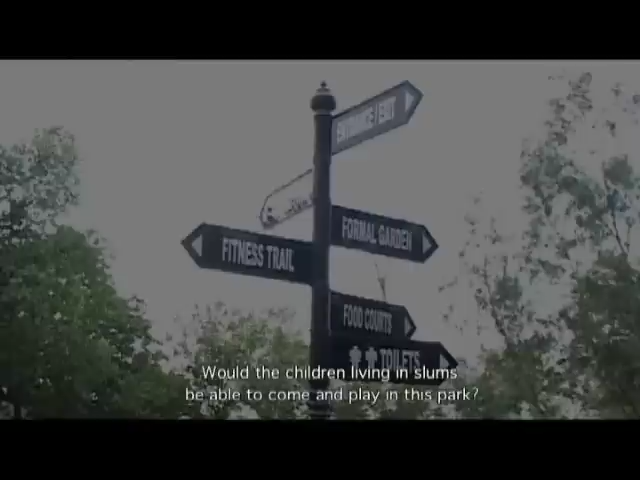 ENTRANCE / EXIT
FORMAL GARDEN
FITNESS TRAIL
FOOD COURTS
TOILETS
Would the children living in slums
be able to come and play in this park?